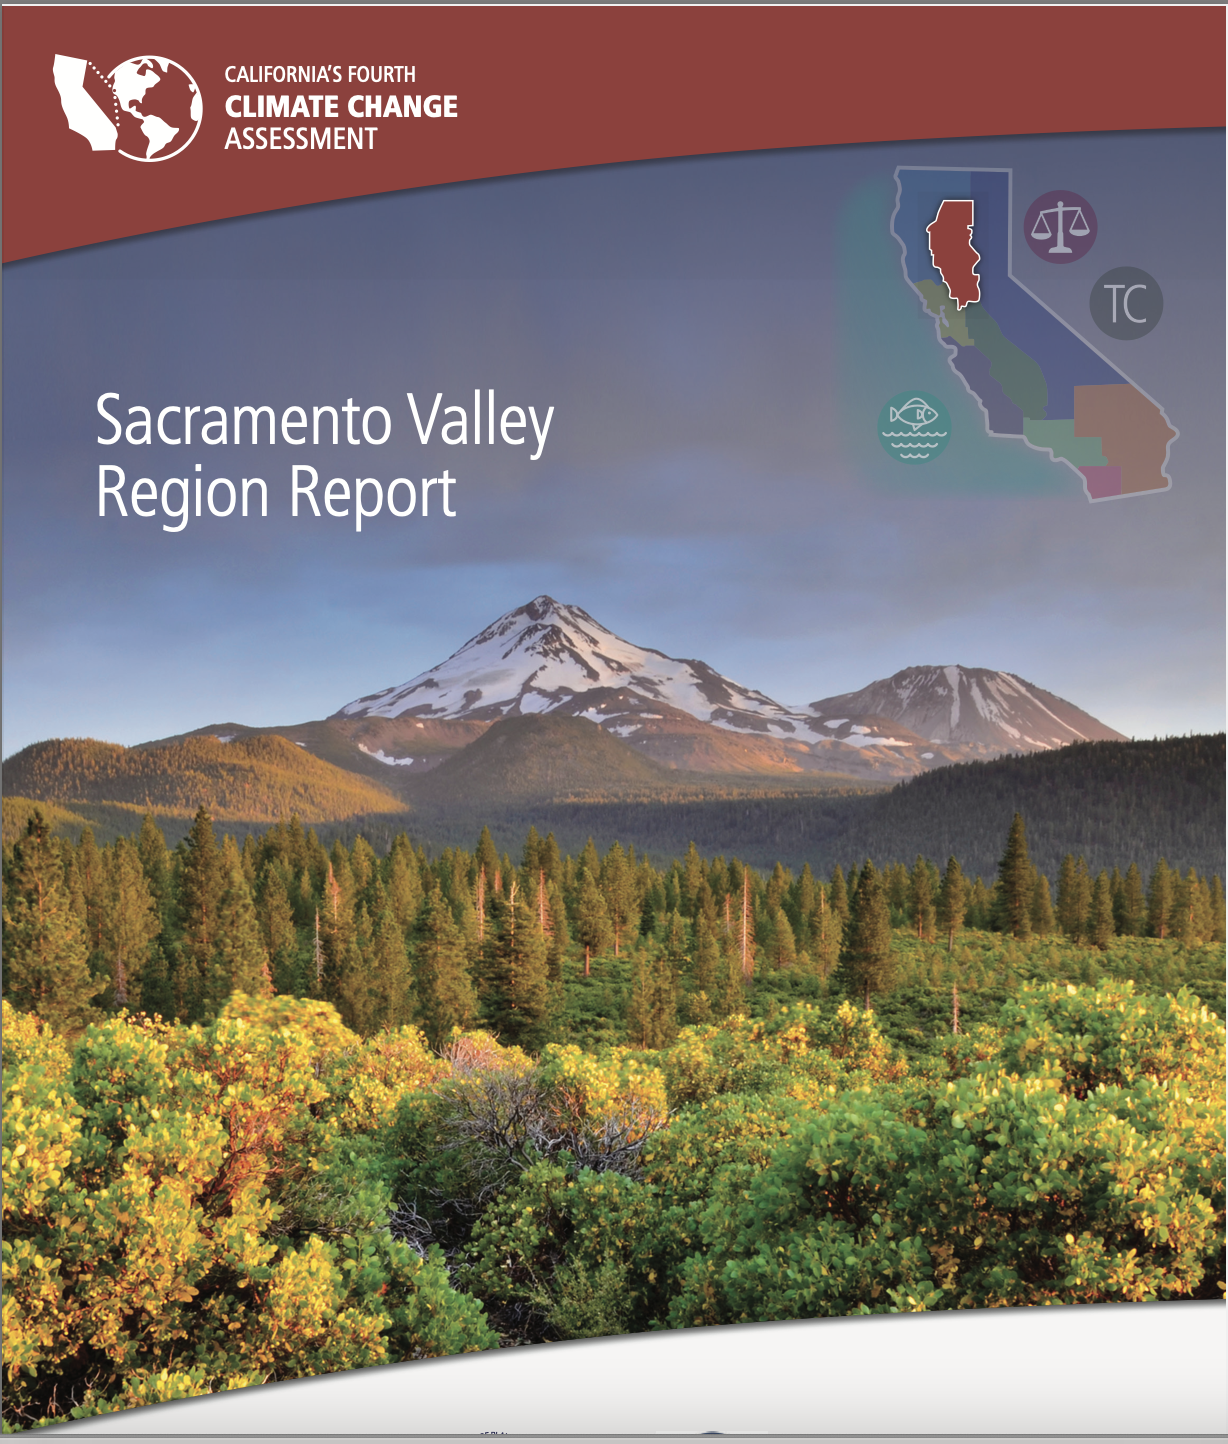 CALIFORNIA'S FOURTH
CLIMATE CHANGE
ASSESSMENT
TC
Sacramento Valley
Region Report